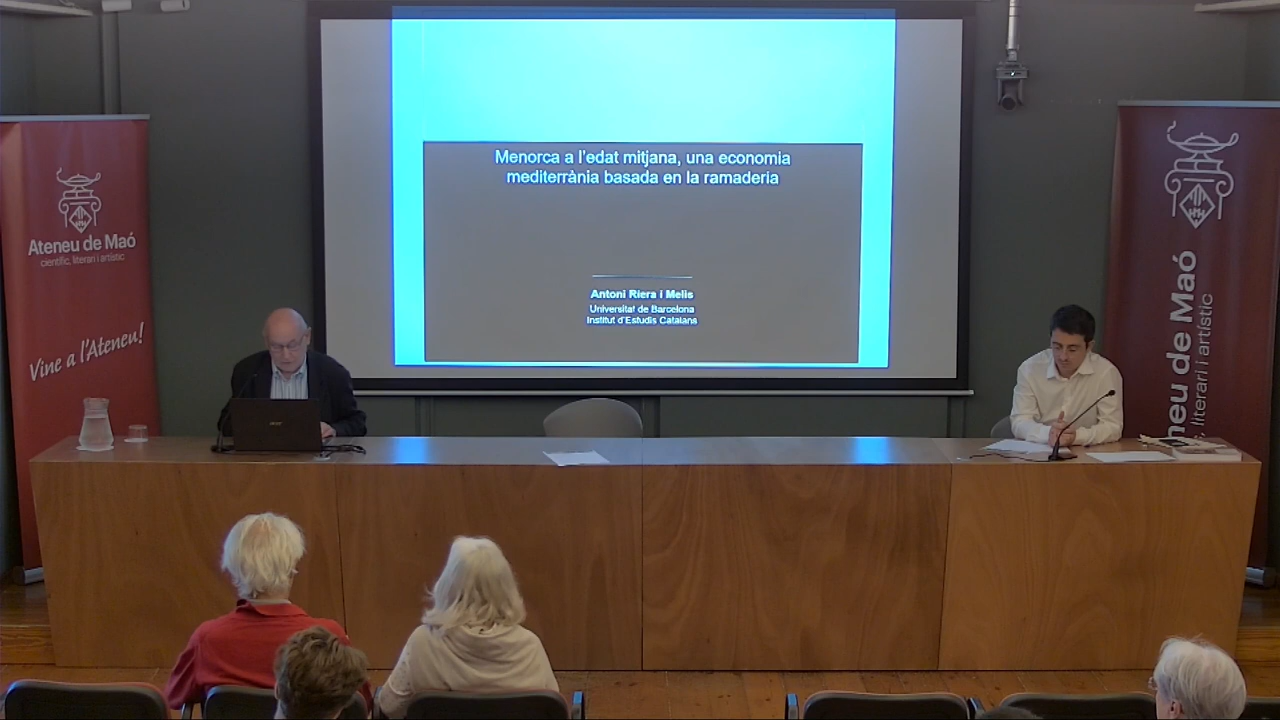 Menorca a l'edat mitjana, una economia
mediterrània basada en la ramaderia
Antoni Riera i Melis
Universitat de Barcelona
Institut d'Estudis Catalans
Ateneu de Maó
científic, literari i artístic
Vine a l'Ateneu!
neu de Maó
literari i artístic
acer